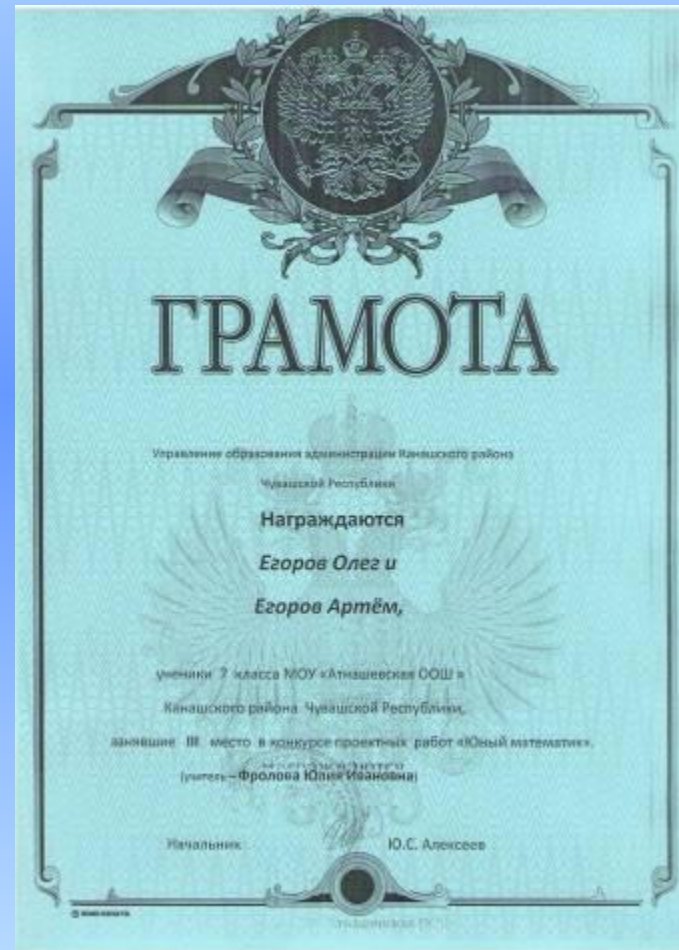 ГРАМОТА
Управление образования администрации Канашского района
Чувашской Республики
Награждаются
Егоров Олег и
Егоров Артём,
ученики 7 класса МОУ «Атнашевская ООШ »
Канашского района Чувашской Республики,
занявшие III место в конкурсе проектных работ «Юный математик».
(учитель – Фролова Юлия Ивановна)
Начальник Ю.С. Алексеев